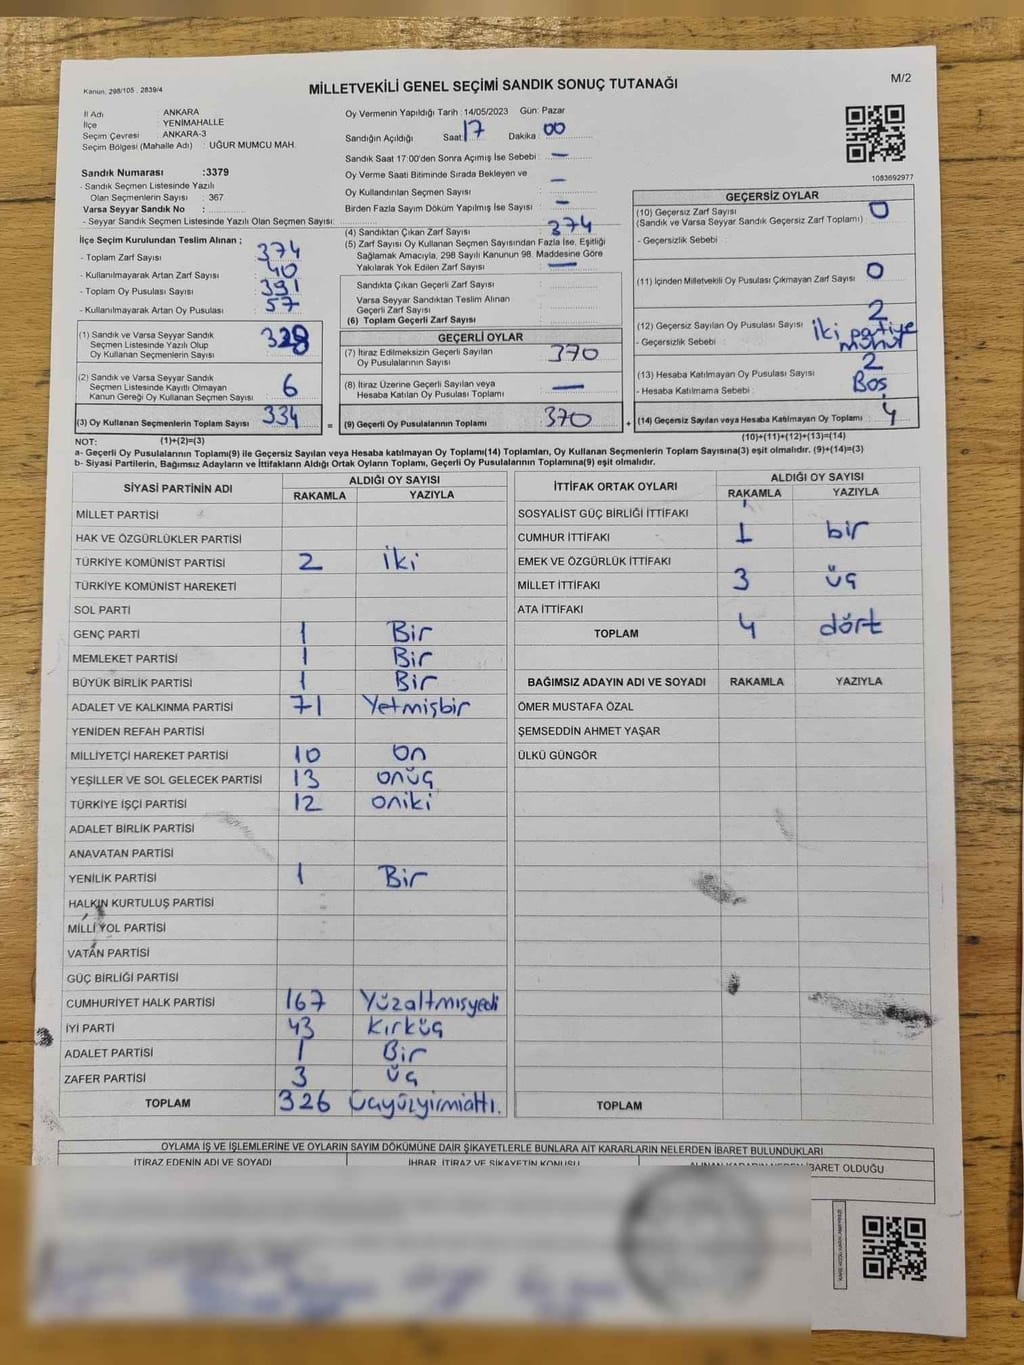 Kanun. 298/105 , 2839/4
MİLLETVEKİLİ GENEL SEÇİMİ SANDIK SONUÇ TUTANAĞI
M/2
İl Adı : ANKARA
İlçe : YENİMAHALLE
Seçim Çevresi : ANKARA-3
Seçim Bölgesi (Mahalle Adı) : UĞUR MUMCU MAH.
Oy Vermenin Yapıldığı Tarih : 14/05/2023 Gün: Pazar
Sandığın Açıldığı Saat: 17 Dakika : 00
Sandık Saat 17:00'den Sonra Açımış İse Sebebi : —
Oy Verme Saati Bitiminde Sırada Bekleyen ve
Oy Kullandırılan Seçmen Sayısı : —
Birden Fazla Sayım Döküm Yapılmış İse Sayısı : —
1083692977
Sandık Numarası :3379
- Sandık Seçmen Listesinde Yazılı
Olan Seçmenlerin Sayısı : 367
Varsa Seyyar Sandık No :
- Seyyar Sandık Seçmen Listesinde Yazılı Olan Seçmen Sayısı:
İlçe Seçim Kurulundan Teslim Alınan ;
- Toplam Zarf Sayısı : 374
- Kullanılmayarak Artan Zarf Sayısı : 40
- Toplam Oy Pusulası Sayısı : 391
- Kullanılmayarak Artan Oy Pusulası : 57
(1) Sandık ve Varsa Seyyar Sandık
Seçmen Listesinde Yazılı Olup
Oy Kullanan Seçmenlerin Sayısı : 328
(2) Sandık ve Varsa Seyyar Sandık
Seçmen Listesinde Kayıtlı Olmayan
Kanun Gereği Oy Kullanan Seçmen Sayısı : 6
(3) Oy Kullanan Seçmenlerin Toplam Sayısı : 334
(4) Sandıktan Çıkan Zarf Sayısı : 374
(5) Zarf Sayısı Oy Kullanan Seçmen Sayısından Fazla İse, Eşitliği
Sağlamak Amacıyla, 298 Sayılı Kanunun 98. Maddesine Göre
Yakılarak Yok Edilen Zarf Sayısı : —
Sandıkta Çıkan Geçerli Zarf Sayısı :
Varsa Seyyar Sandıktan Teslim Alınan
Geçerli Zarf Sayısı :
(6) Toplam Geçerli Zarf Sayısı :
GEÇERLİ OYLAR
(7) İtiraz Edilmeksizin Geçerli Sayılan
Oy Pusulalarının Sayısı : 370
(8) İtiraz Üzerine Geçerli Sayılan veya
Hesaba Katılan Oy Pusulası Toplamı : —
= (9) Geçerli Oy Pusulalarının Toplamı : 370
GEÇERSİZ OYLAR
(10) Geçersiz Zarf Sayısı : 0
(Sandık ve Varsa Seyyar Sandık Geçersiz Zarf Toplamı)
- Geçersizlik Sebebi :
(11) İçinden Milletvekili Oy Pusulası Çıkmayan Zarf Sayısı : 0
(12) Geçersiz Sayılan Oy Pusulası Sayısı : 2
- Geçersizlik Sebebi : İki partiye mühür
(13) Hesaba Katılmayan Oy Pusulası Sayısı : 2
- Hesaba Katılmama Sebebi : Boş
+ (14) Geçersiz Sayılan veya Hesaba Katılmayan Oy Toplamı : 4
NOT: (1)+(2)=(3)
(10)+(11)+(12)+(13)=(14)
a- Geçerli Oy Pusulalarının Toplamı(9) ile Geçersiz Sayılan veya Hesaba katılmayan Oy Toplamı(14) Toplamları, Oy Kullanan Seçmenlerin Toplam Sayısına(3) eşit olmalıdır. (9)+(14)=(3)
b- Siyasi Partilerin, Bağımsız Adayların ve İttifakların Aldığı Ortak Oyların Toplamı, Geçerli Oy Pusulalarının Toplamına(9) eşit olmalıdır.
SİYASİ PARTİNİN ADI ALDIĞI OY SAYISI
RAKAMLA YAZIYLA
MİLLET PARTİSİ
HAK VE ÖZGÜRLÜKLER PARTİSİ
TÜRKİYE KOMÜNİST PARTİSİ 2 iki
TÜRKİYE KOMÜNİST HAREKETİ
SOL PARTİ
GENÇ PARTİ 1 Bir
MEMLEKET PARTİSİ 1 Bir
BÜYÜK BİRLİK PARTİSİ 1 Bir
ADALET VE KALKINMA PARTİSİ 71 Yetmişbir
YENİDEN REFAH PARTİSİ
MİLLİYETÇİ HAREKET PARTİSİ 10 on
YEŞİLLER VE SOL GELECEK PARTİSİ 13 onüç
TÜRKİYE İŞÇİ PARTİSİ 12 oniki
ADALET BİRLİK PARTİSİ
ANAVATAN PARTİSİ
YENİLİK PARTİSİ 1 Bir
HALKIN KURTULUŞ PARTİSİ
MİLLİ YOL PARTİSİ
VATAN PARTİSİ
GÜÇ BİRLİĞİ PARTİSİ
CUMHURİYET HALK PARTİSİ 167 Yüzaltmışyedi
İYİ PARTİ 43 kırküç
ADALET PARTİSİ 1 Bir
ZAFER PARTİSİ 3 üç
TOPLAM 326 Üçyüzyirmialtı.
İTTİFAK ORTAK OYLARI ALDIĞI OY SAYISI
RAKAMLA YAZIYLA
SOSYALİST GÜÇ BİRLİĞİ İTTİFAKI
CUMHUR İTTİFAKI 1 bir
EMEK VE ÖZGÜRLÜK İTTİFAKI
MİLLET İTTİFAKI 3 üç
ATA İTTİFAKI
TOPLAM 4 dört
BAĞIMSIZ ADAYIN ADI VE SOYADI RAKAMLA YAZIYLA
ÖMER MUSTAFA ÖZAL
ŞEMSEDDİN AHMET YAŞAR
ÜLKÜ GÜNGÖR
TOPLAM
OYLAMA İŞ VE İŞLEMLERİNE VE OYLARIN SAYIM DÖKÜMÜNE DAİR ŞİKAYETLERLE BUNLARA AİT KARARLARIN NELERDEN İBARET BULUNDUKLARI
İTİRAZ EDENİN ADI VE SOYADI
İHBAR, İTİRAZ VE ŞİKAYETİN KONUSU
ALINAN KARARIN NEDEN İBARET OLDUĞU